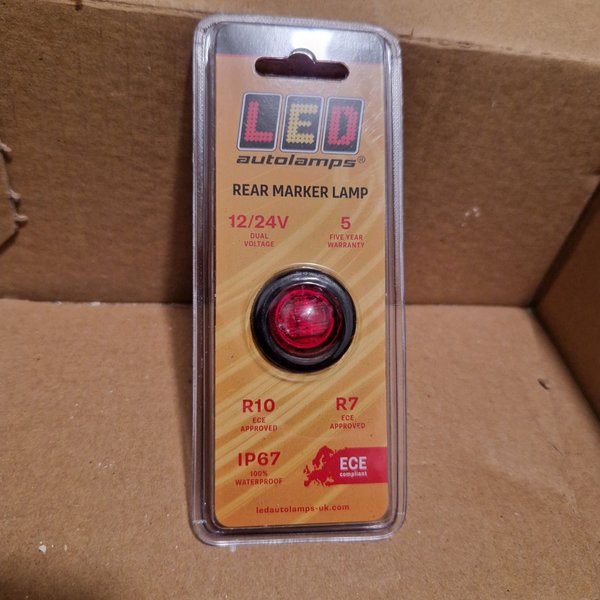 LED
autolamps®
REAR MARKER LAMP
12/24V
DUAL
VOLTAGE
5
FIVE YEAR
WARRANTY
R10
ECE
APPROVED
R7
ECE
APPROVED
IP67
100%
WATERPROOF
ECE
compliant
ledautolamps-uk.com